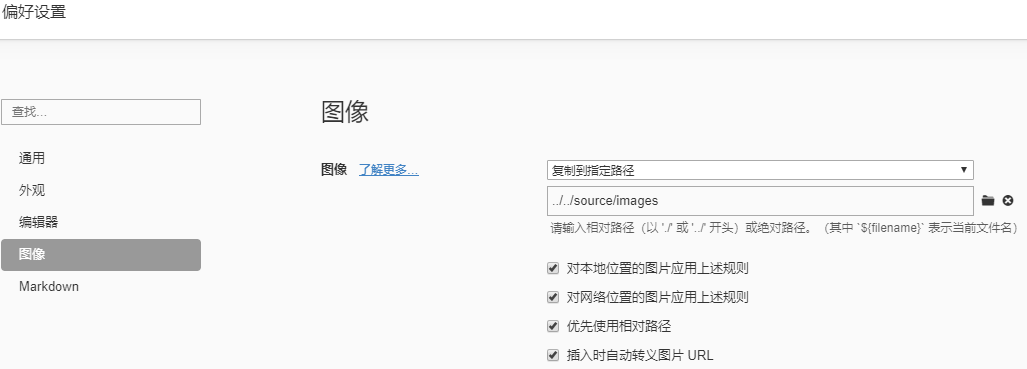 偏好设置
查找...
通用
外观
编辑器
图像
Markdown
图像
图像 了解更多...
复制到指定路径
../../source/images
请输入相对路径（以 './' 或 '../' 开头）或绝对路径。（其中 `${filename}` 表示当前文件名）
对本地位置的图片应用上述规则
对网络位置的图片应用上述规则
优先使用相对路径
插入时自动转义图片 URL